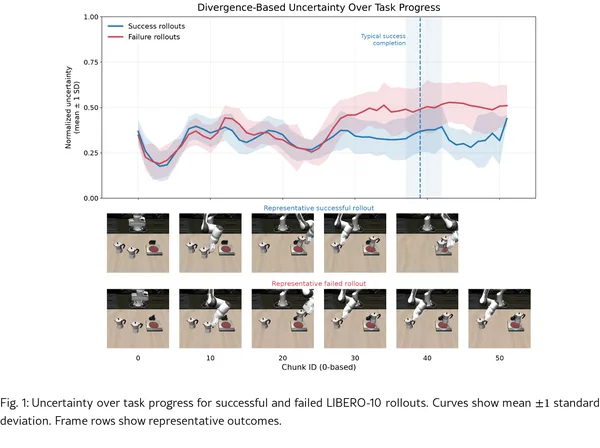 Divergence-Based Uncertainty Over Task Progress
1.00
0.75
0.50
0.25
0.00
Normalized uncertainty
(mean ± 1 SD)
Success rollouts
Failure rollouts
Typical success
completion
Representative successful rollout
Representative failed rollout
0 10 20 30 40 50
Chunk ID (0-based)
Fig. 1: Uncertainty over task progress for successful and failed LIBERO-10 rollouts. Curves show mean ±1 standard
deviation. Frame rows show representative outcomes.